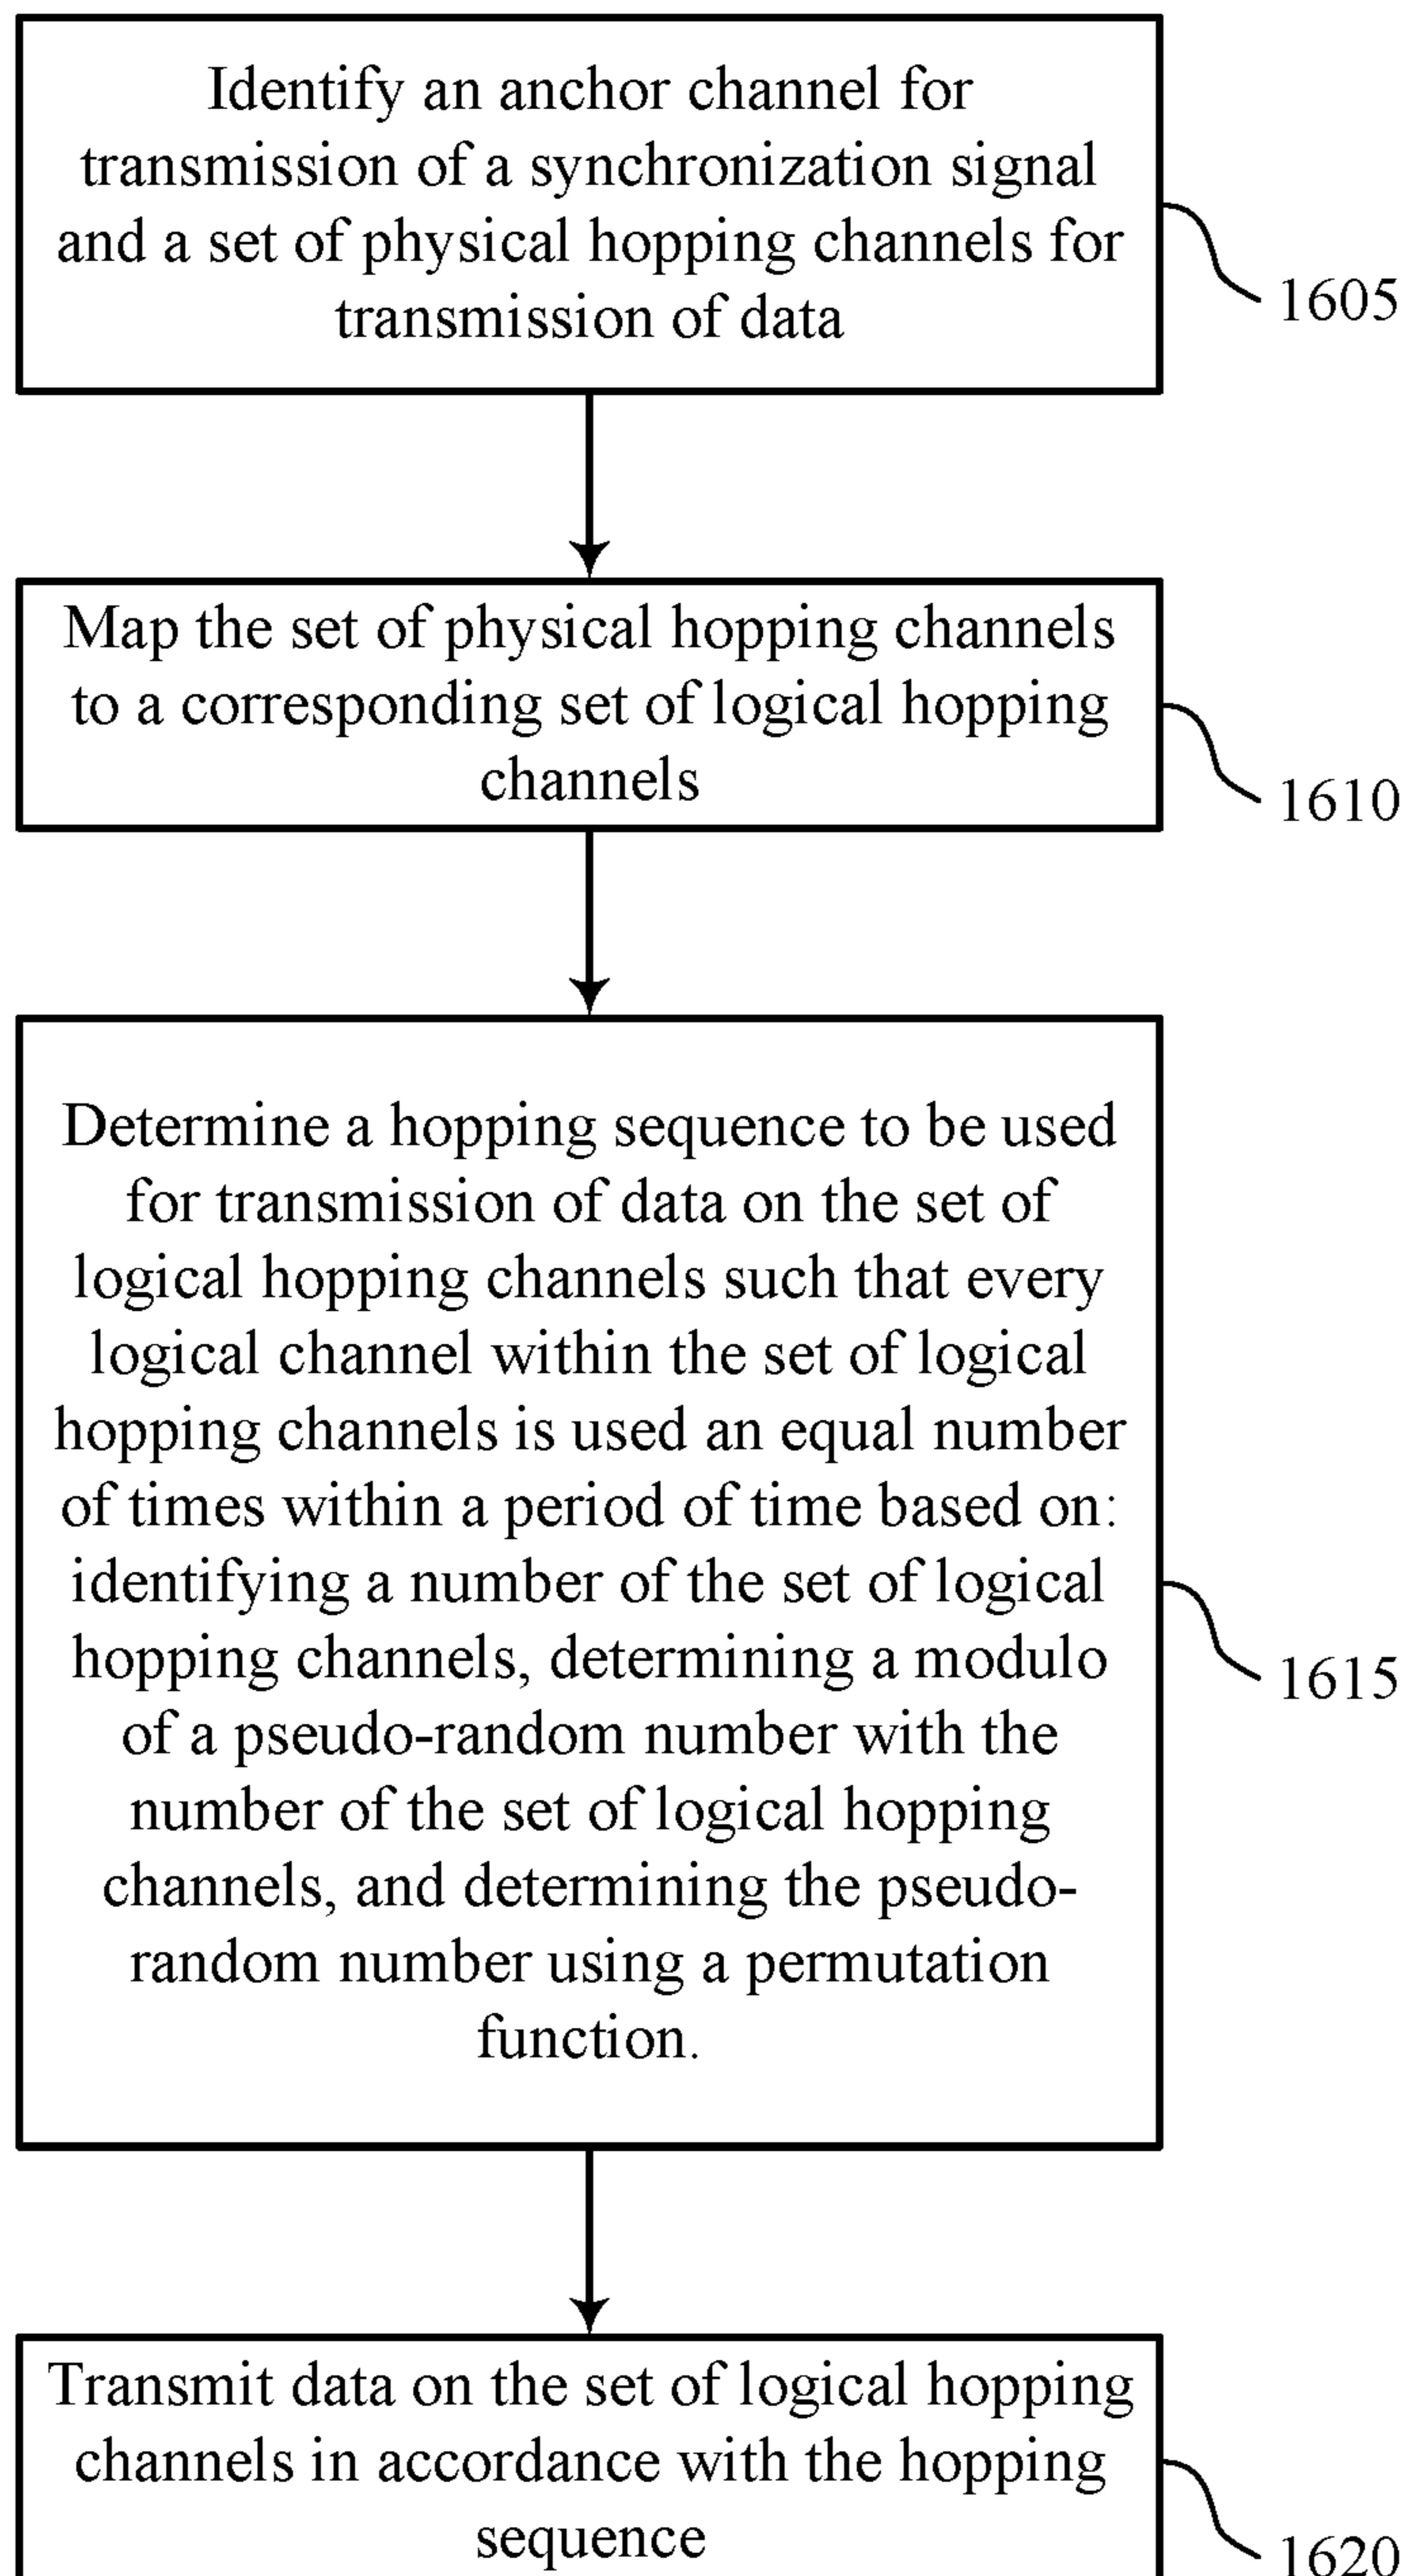 Identify an anchor channel for
transmission of a synchronization signal
and a set of physical hopping channels for
transmission of data
1605
Map the set of physical hopping channels
to a corresponding set of logical hopping
channels
1610
Determine a hopping sequence to be used
for transmission of data on the set of
logical hopping channels such that every
logical channel within the set of logical
hopping channels is used an equal number
of times within a period of time based on:
identifying a number of the set of logical
hopping channels, determining a modulo
of a pseudo-random number with the
number of the set of logical hopping
channels, and determining the pseudo-
random number using a permutation
function.
1615
Transmit data on the set of logical hopping
channels in accordance with the hopping
sequence
1620